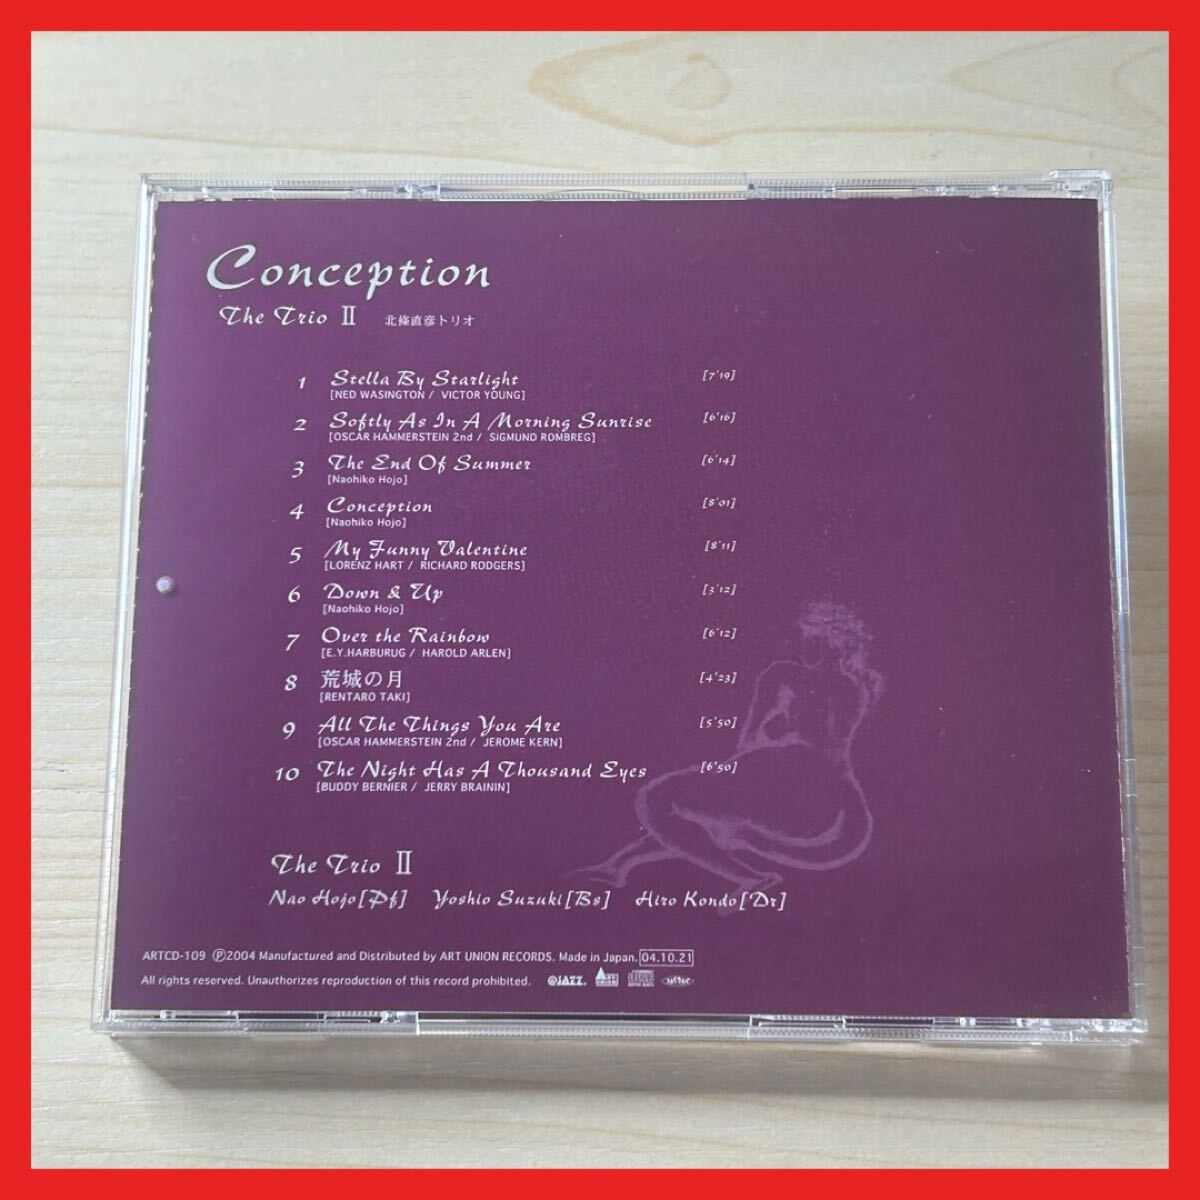 Conception
The Trio II 北條直彦トリオ
1 Stella By Starlight [7'19]
[NED WASINGTON / VICTOR YOUNG]
2 Softly As In A Morning Sunrise [6'16]
[OSCAR HAMMERSTEIN 2nd / SIGMUND ROMBREG]
3 The End Of Summer [6'14]
[Naohiko Hojo]
4 Conception [8'01]
[Naohiko Hojo]
5 My Funny Valentine [8'11]
[LORENZ HART / RICHARD RODGERS]
6 Down & Up [3'12]
[Naohiko Hojo]
7 Over the Rainbow [6'12]
[E.Y.HARBURUG / HAROLD ARLEN]
8 荒城の月 [4'23]
[RENTARO TAKI]
9 All The Things You Are [5'50]
[OSCAR HAMMERSTEIN 2nd / JEROME KERN]
10 The Night Has A Thousand Eyes [6'50]
[BUDDY BERNIER / JERRY BRAININ]
The Trio II
Nao Hojo[Pf] Yoshio Suzuki[Bs] Hiro Kondo[Dr]
ARTCD-109 ℗2004 Manufactured and Distributed by ART UNION RECORDS. Made in Japan. 04.10.21
All rights reserved. Unauthorizes reproduction of this record prohibited. @JAZZ. ART UNION